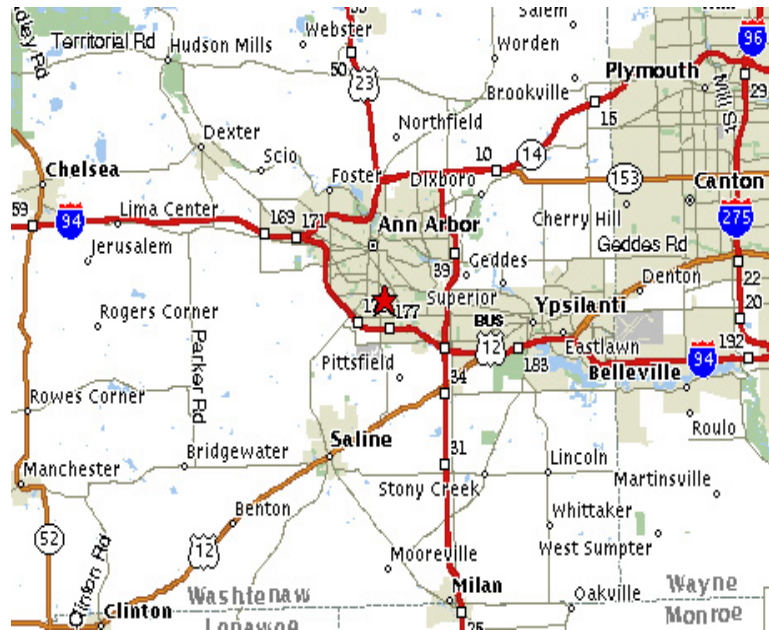 Salem
96
Webster
Territorial Rd
Hudson Mills
Worden
50
Plymouth
23
Brookville
29
Mill St
15
Northfield
Dexter
14
10
Scio
Foster
Dixboro
153
Chelsea
Canton
59
94
Lima Center
169
171
Ann Arbor
Cherry Hill
275
Jerusalem
39
Geddes
Geddes Rd
Denton
22
20
Superior
Ypsilanti
Rogers Corner
177
BUS
12
Eastlawn
192
183
94
Parker Rd
Pittsfield
34
Belleville
Rowes Corner
Roulo
Saline
Bridgewater
31
Lincoln
Manchester
Stony Creek
Martinsville
Benton
Whittaker
52
12
West Sumpter
Clinton Rd
Mooreville
Washtenaw
Milan
Oakville
Wayne
Clinton
Monroe